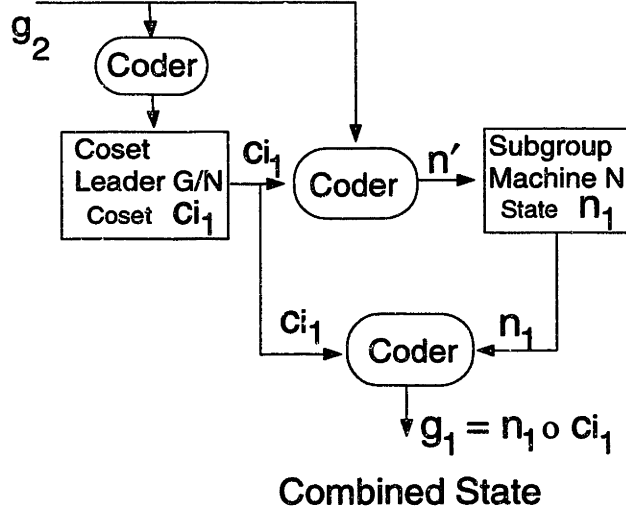 g₂
Coder
Coset
Leader G/N
Coset ci₁
ci₁
Coder
n′
Subgroup
Machine N
State n₁
ci₁
Coder
n₁
g₁ = n₁ o ci₁
Combined State